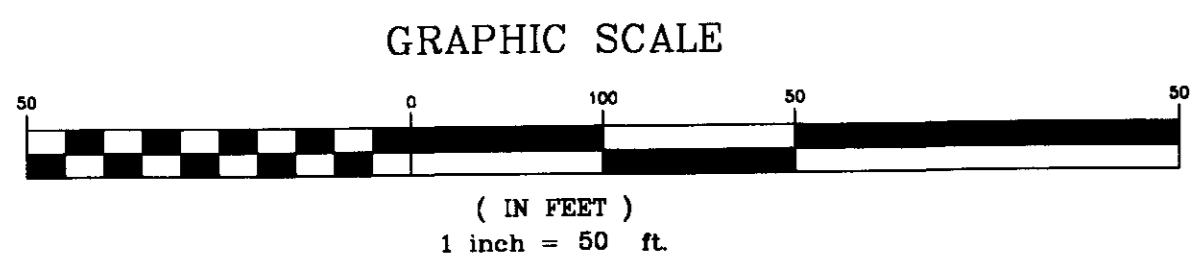 GRAPHIC SCALE
50 0 100 50 50
( IN FEET )
1 inch = 50 ft.